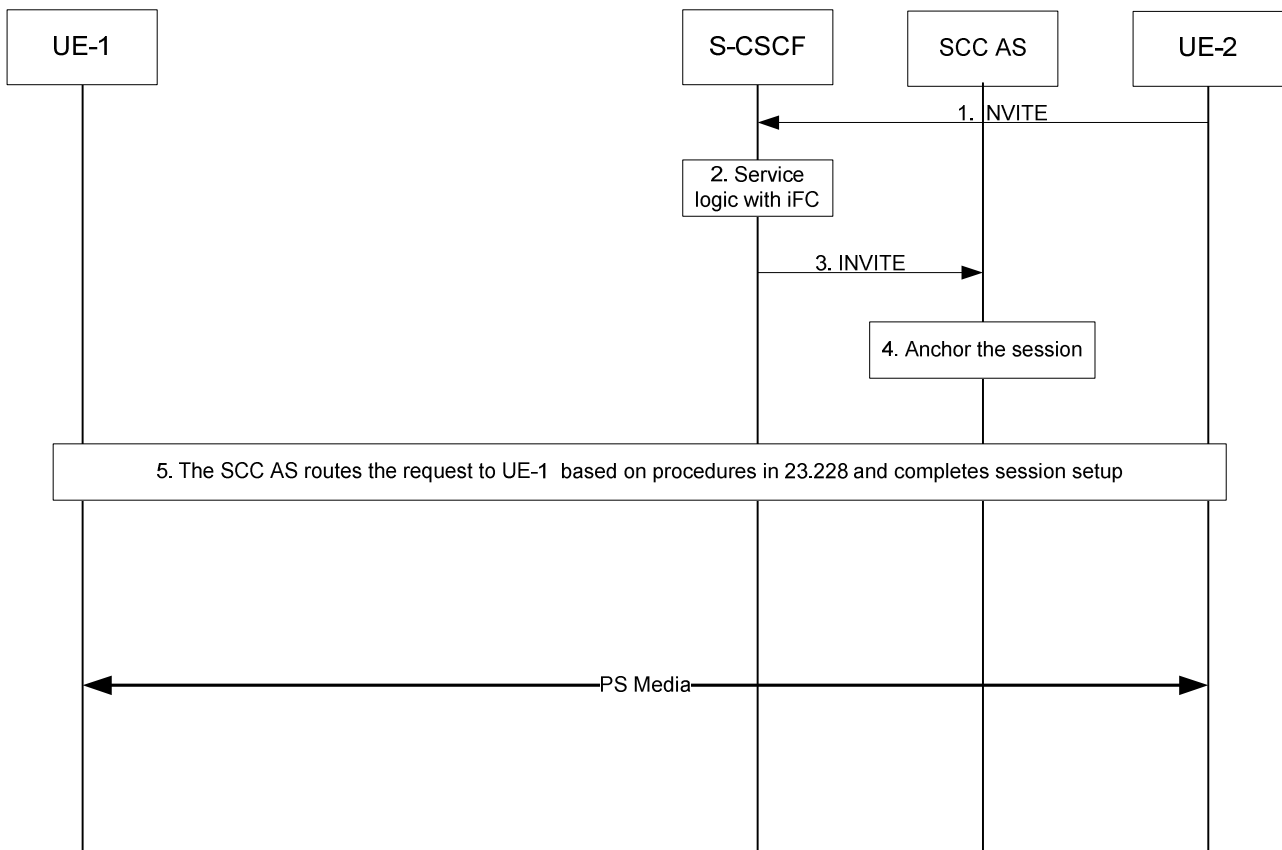 UE-1
S-CSCF
SCC AS
UE-2
1. INVITE
2. Service
logic with iFC
3. INVITE
4. Anchor the session
5. The SCC AS routes the request to UE-1 based on procedures in 23.228 and completes session setup
PS Media